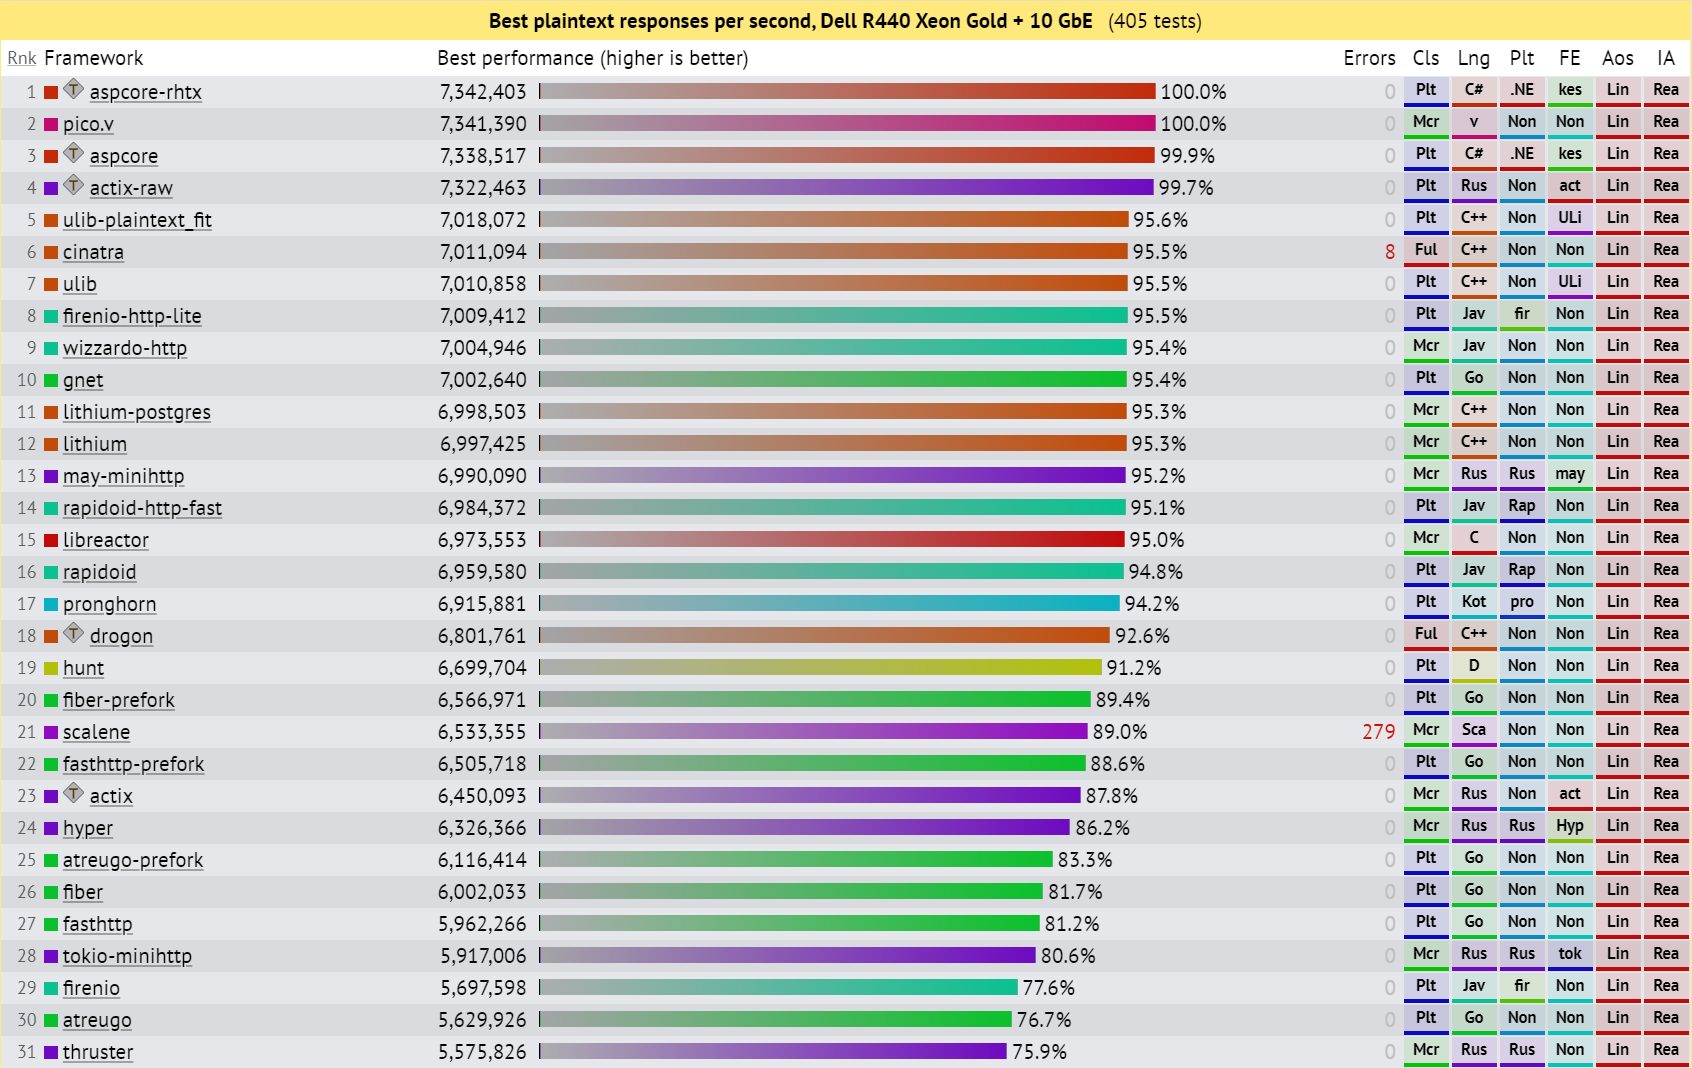 Best plaintext responses per second, Dell R440 Xeon Gold + 10 GbE (405 tests)
Rnk Framework Best performance (higher is better) Errors Cls Lng Plt FE Aos IA
1 T aspcore-rhtx 7,342,403 100.0% 0 Plt C# .NE kes Lin Rea
2 pico.v 7,341,390 100.0% 0 Mcr v Non Non Lin Rea
3 T aspcore 7,338,517 99.9% 0 Plt C# .NE kes Lin Rea
4 T actix-raw 7,322,463 99.7% 0 Plt Rus Non act Lin Rea
5 ulib-plaintext_fit 7,018,072 95.6% 0 Plt C++ Non ULi Lin Rea
6 cinatra 7,011,094 95.5% 8 Ful C++ Non Non Lin Rea
7 ulib 7,010,858 95.5% 0 Plt C++ Non ULi Lin Rea
8 firenio-http-lite 7,009,412 95.5% 0 Plt Jav fir Non Lin Rea
9 wizzardo-http 7,004,946 95.4% 0 Mcr Jav Non Non Lin Rea
10 gnet 7,002,640 95.4% 0 Plt Go Non Non Lin Rea
11 lithium-postgres 6,998,503 95.3% 0 Mcr C++ Non Non Lin Rea
12 lithium 6,997,425 95.3% 0 Mcr C++ Non Non Lin Rea
13 may-minihttp 6,990,090 95.2% 0 Mcr Rus Rus may Lin Rea
14 rapidoid-http-fast 6,984,372 95.1% 0 Plt Jav Rap Non Lin Rea
15 libreactor 6,973,553 95.0% 0 Mcr C Non Non Lin Rea
16 rapidoid 6,959,580 94.8% 0 Plt Jav Rap Non Lin Rea
17 pronghorn 6,915,881 94.2% 0 Plt Kot pro Non Lin Rea
18 T drogon 6,801,761 92.6% 0 Ful C++ Non Non Lin Rea
19 hunt 6,699,704 91.2% 0 Plt D Non Non Lin Rea
20 fiber-prefork 6,566,971 89.4% 0 Plt Go Non Non Lin Rea
21 scalene 6,533,355 89.0% 279 Mcr Sca Non Non Lin Rea
22 fasthttp-prefork 6,505,718 88.6% 0 Plt Go Non Non Lin Rea
23 T actix 6,450,093 87.8% 0 Mcr Rus Non act Lin Rea
24 hyper 6,326,366 86.2% 0 Mcr Rus Rus Hyp Lin Rea
25 atreugo-prefork 6,116,414 83.3% 0 Plt Go Non Non Lin Rea
26 fiber 6,002,033 81.7% 0 Plt Go Non Non Lin Rea
27 fasthttp 5,962,266 81.2% 0 Plt Go Non Non Lin Rea
28 tokio-minihttp 5,917,006 80.6% 0 Mcr Rus Rus tok Lin Rea
29 firenio 5,697,598 77.6% 0 Plt Jav fir Non Lin Rea
30 atreugo 5,629,926 76.7% 0 Plt Go Non Non Lin Rea
31 thruster 5,575,826 75.9% 0 Mcr Rus Rus Non Lin Rea